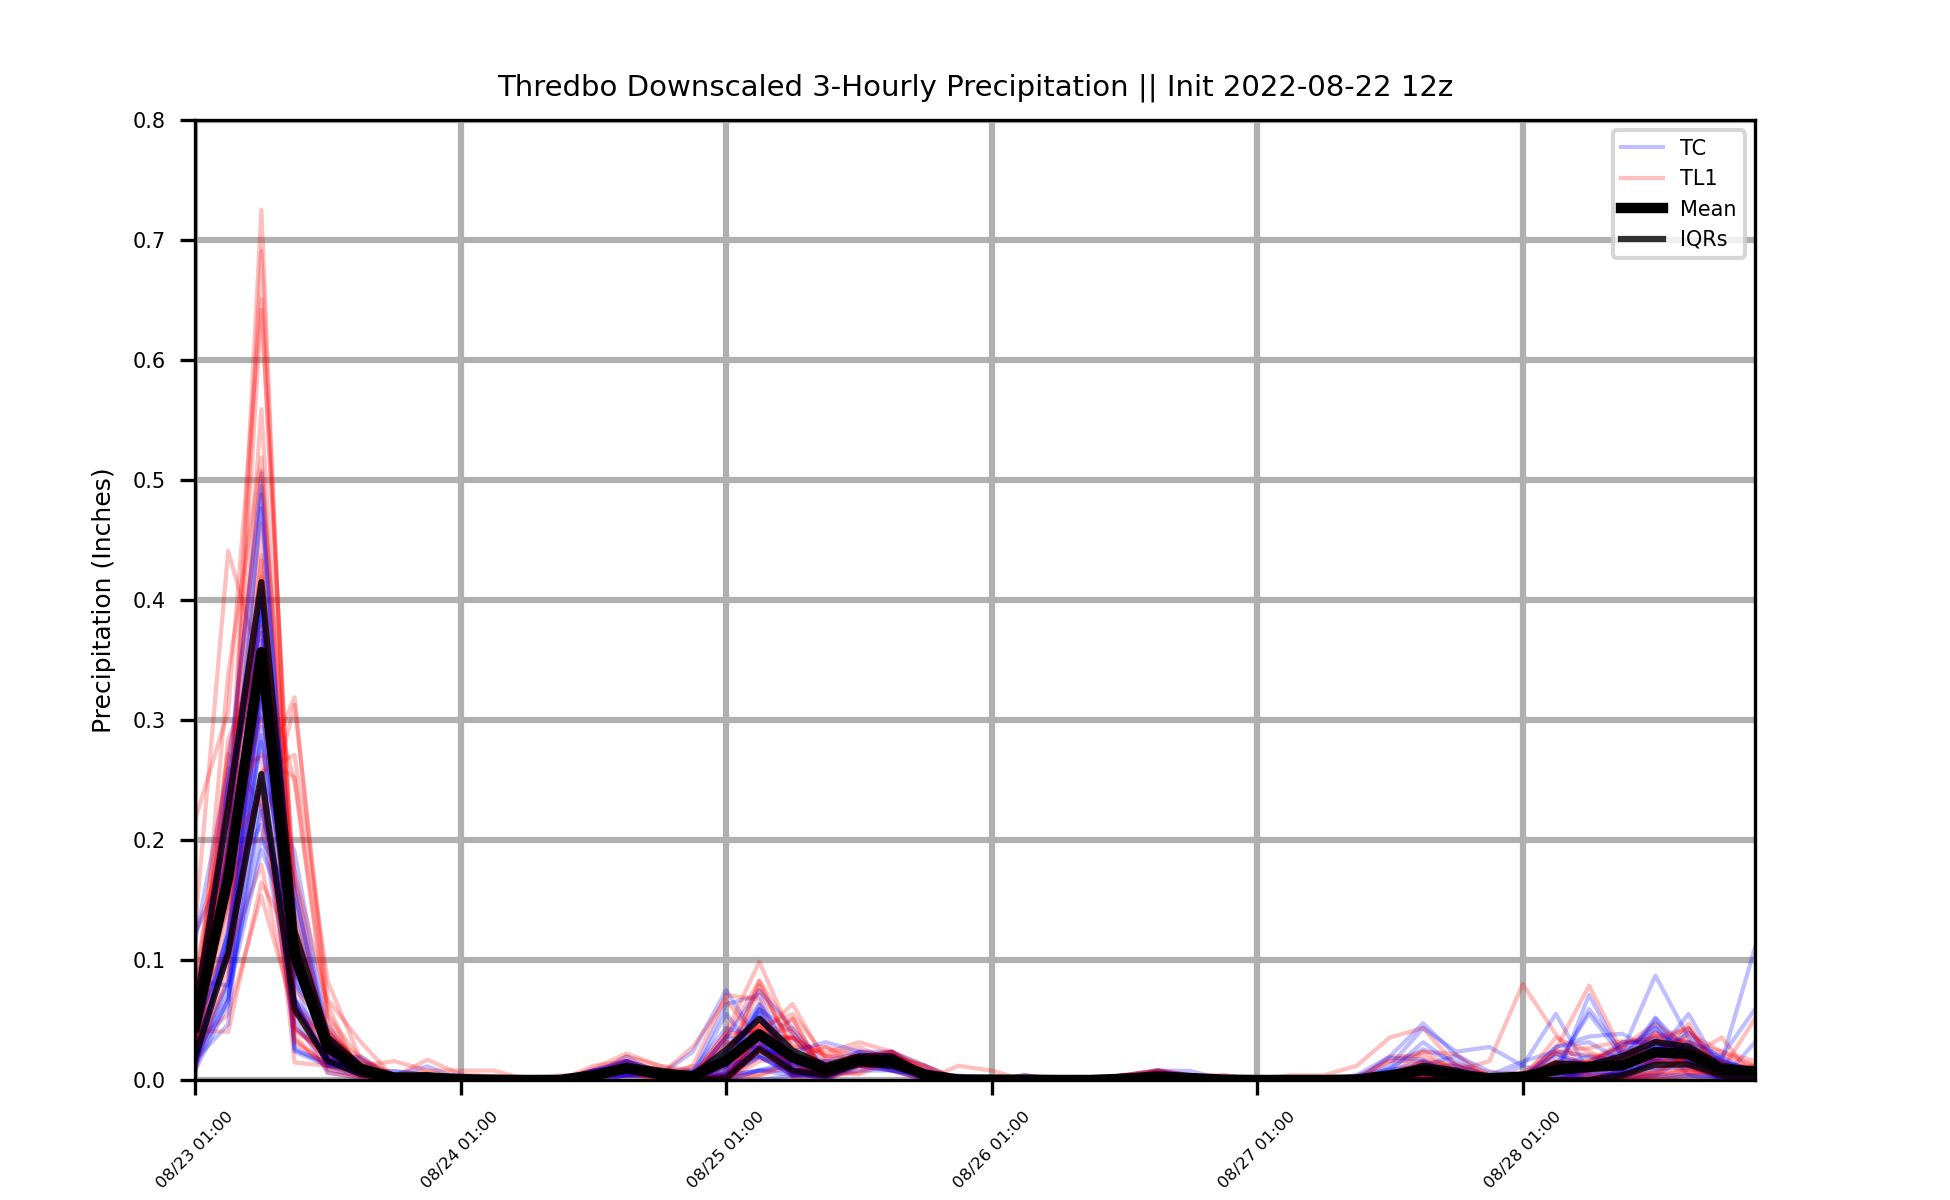 Thredbo Downscaled 3-Hourly Precipitation || Init 2022-08-22 12z
TC
TL1
Mean
IQRs
Precipitation (Inches)
0.8
0.7
0.6
0.5
0.4
0.3
0.2
0.1
0.0
08/23 01:00
08/24 01:00
08/25 01:00
08/26 01:00
08/27 01:00
08/28 01:00